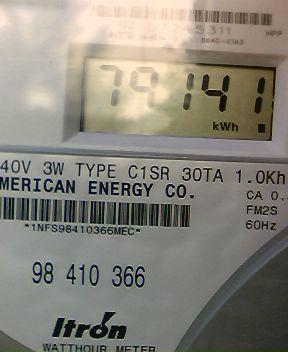 79141
kWh
40V 3W TYPE C1SR 30TA 1.0Kh
MERICAN ENERGY CO.
CA 0.
FM2S
60Hz
*1NFS98410366MEC*
98 410 366
Itron
WATTHOUR METER